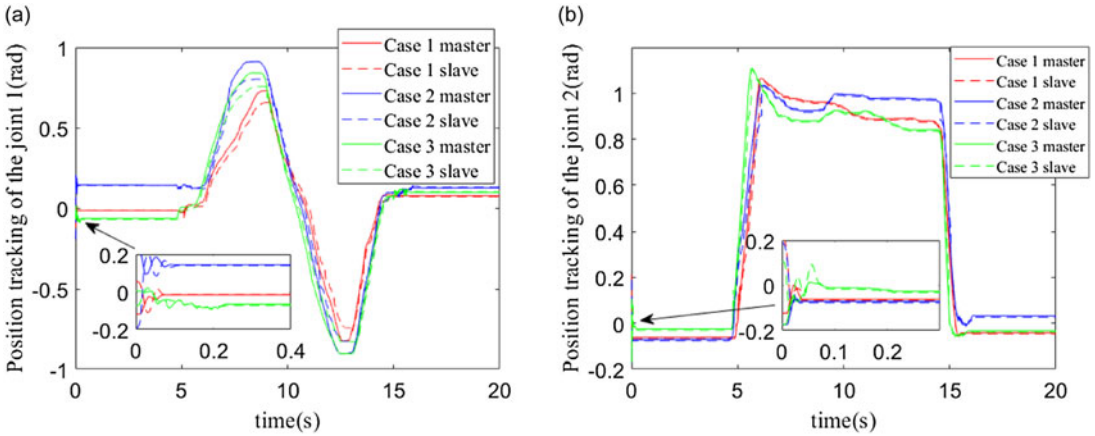 (a)
Position tracking of the joint 1(rad)
1
0.5
0
-0.5
-1
0
5
10
15
20
time(s)
Case 1 master
Case 1 slave
Case 2 master
Case 2 slave
Case 3 master
Case 3 slave
0.2
0
-0.2
0
0.2
0.4
(b)
Position tracking of the joint 2(rad)
1
0.8
0.6
0.4
0.2
0
-0.2
0
5
10
15
20
time(s)
Case 1 master
Case 1 slave
Case 2 master
Case 2 slave
Case 3 master
Case 3 slave
0.2
0
-0.2
0
0.1
0.2